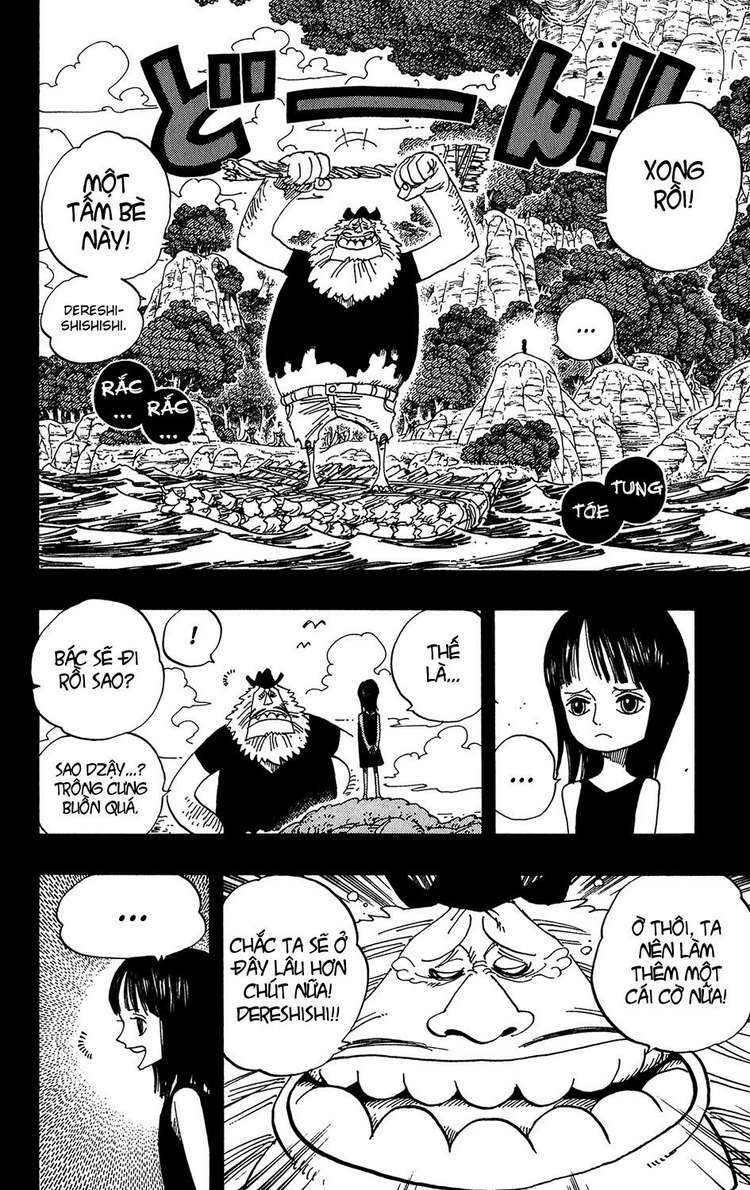 どーん!!
XONG
RỒI!
MỘT
TẤM BÈ
NÀY!
DERESHI-
SHISHISHI.
...
RẮC
...
RẮC
...
TUNG
TÓE
...
THẾ
LÀ...
!
BÁC SẼ ĐI
RỒI SAO?
SAO DZẬY...?
TRÔNG CƯNG
BUỒN QUÁ.
Ờ THÔI, TA
NÊN LÀM
THÊM MỘT
CÁI CỜ NỮA!
CHẮC TA SẼ Ở
ĐÂY LÂU HƠN
CHÚT NỮA!
DERESHISHI!!
...